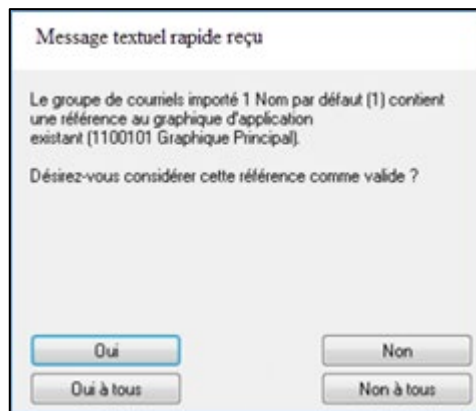 Message textuel rapide reçu
Le groupe de courriels importé 1 Nom par défaut (1) contient
une référence au graphique d'application
existant (1100101 Graphique Principal).
Désirez-vous considérer cette référence comme valide ?
Oui
Non
Oui à tous
Non à tous